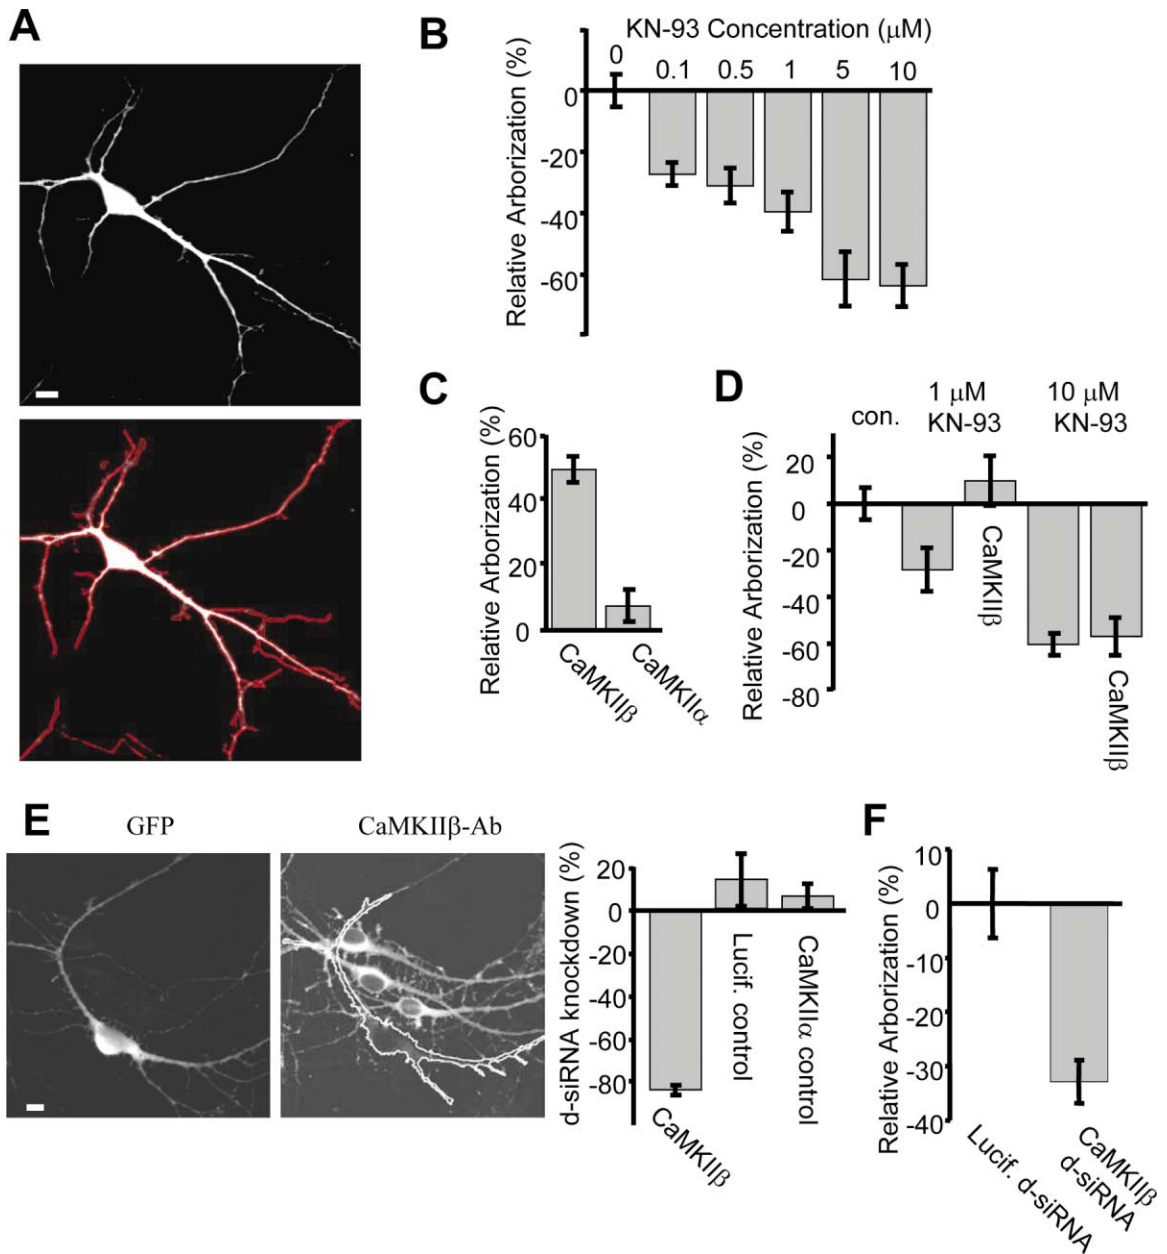 A
B
KN-93 Concentration (μM)
0
0.1
0.5
1
5
10
Relative Arborization (%)
0
-20
-40
-60
C
Relative Arborization (%)
60
40
20
0
CaMKIIβ
CaMKIIα
D
1 μM
KN-93
10 μM
KN-93
con.
Relative Arborization (%)
20
0
-20
-40
-60
-80
CaMKIIβ
CaMKIIβ
E
GFP
CaMKIIβ-Ab
d-siRNA knockdown (%)
20
0
-20
-40
-60
-80
CaMKIIβ
Lucif. control
CaMKIIα control
F
Relative Arborization (%)
10
0
-10
-20
-30
-40
Lucif. d-siRNA
CaMKIIβ
d-siRNA